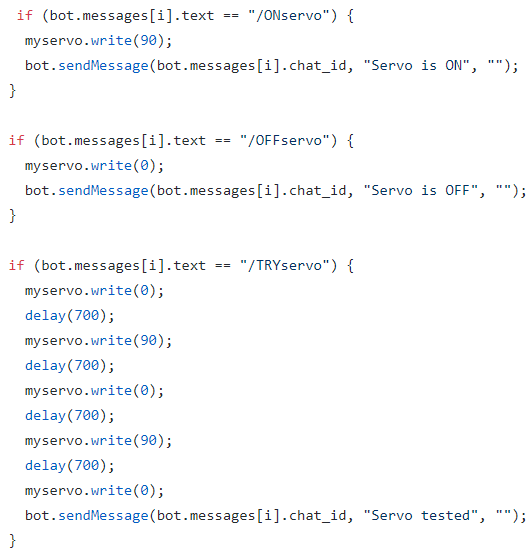 if (bot.messages[i].text == "/ONservo") {
myservo.write(90);
bot.sendMessage(bot.messages[i].chat_id, "Servo is ON", "");
}
if (bot.messages[i].text == "/OFFservo") {
myservo.write(0);
bot.sendMessage(bot.messages[i].chat_id, "Servo is OFF", "");
}
if (bot.messages[i].text == "/TRYservo") {
myservo.write(0);
delay(700);
myservo.write(90);
delay(700);
myservo.write(0);
delay(700);
myservo.write(90);
delay(700);
myservo.write(0);
bot.sendMessage(bot.messages[i].chat_id, "Servo tested", "");
}